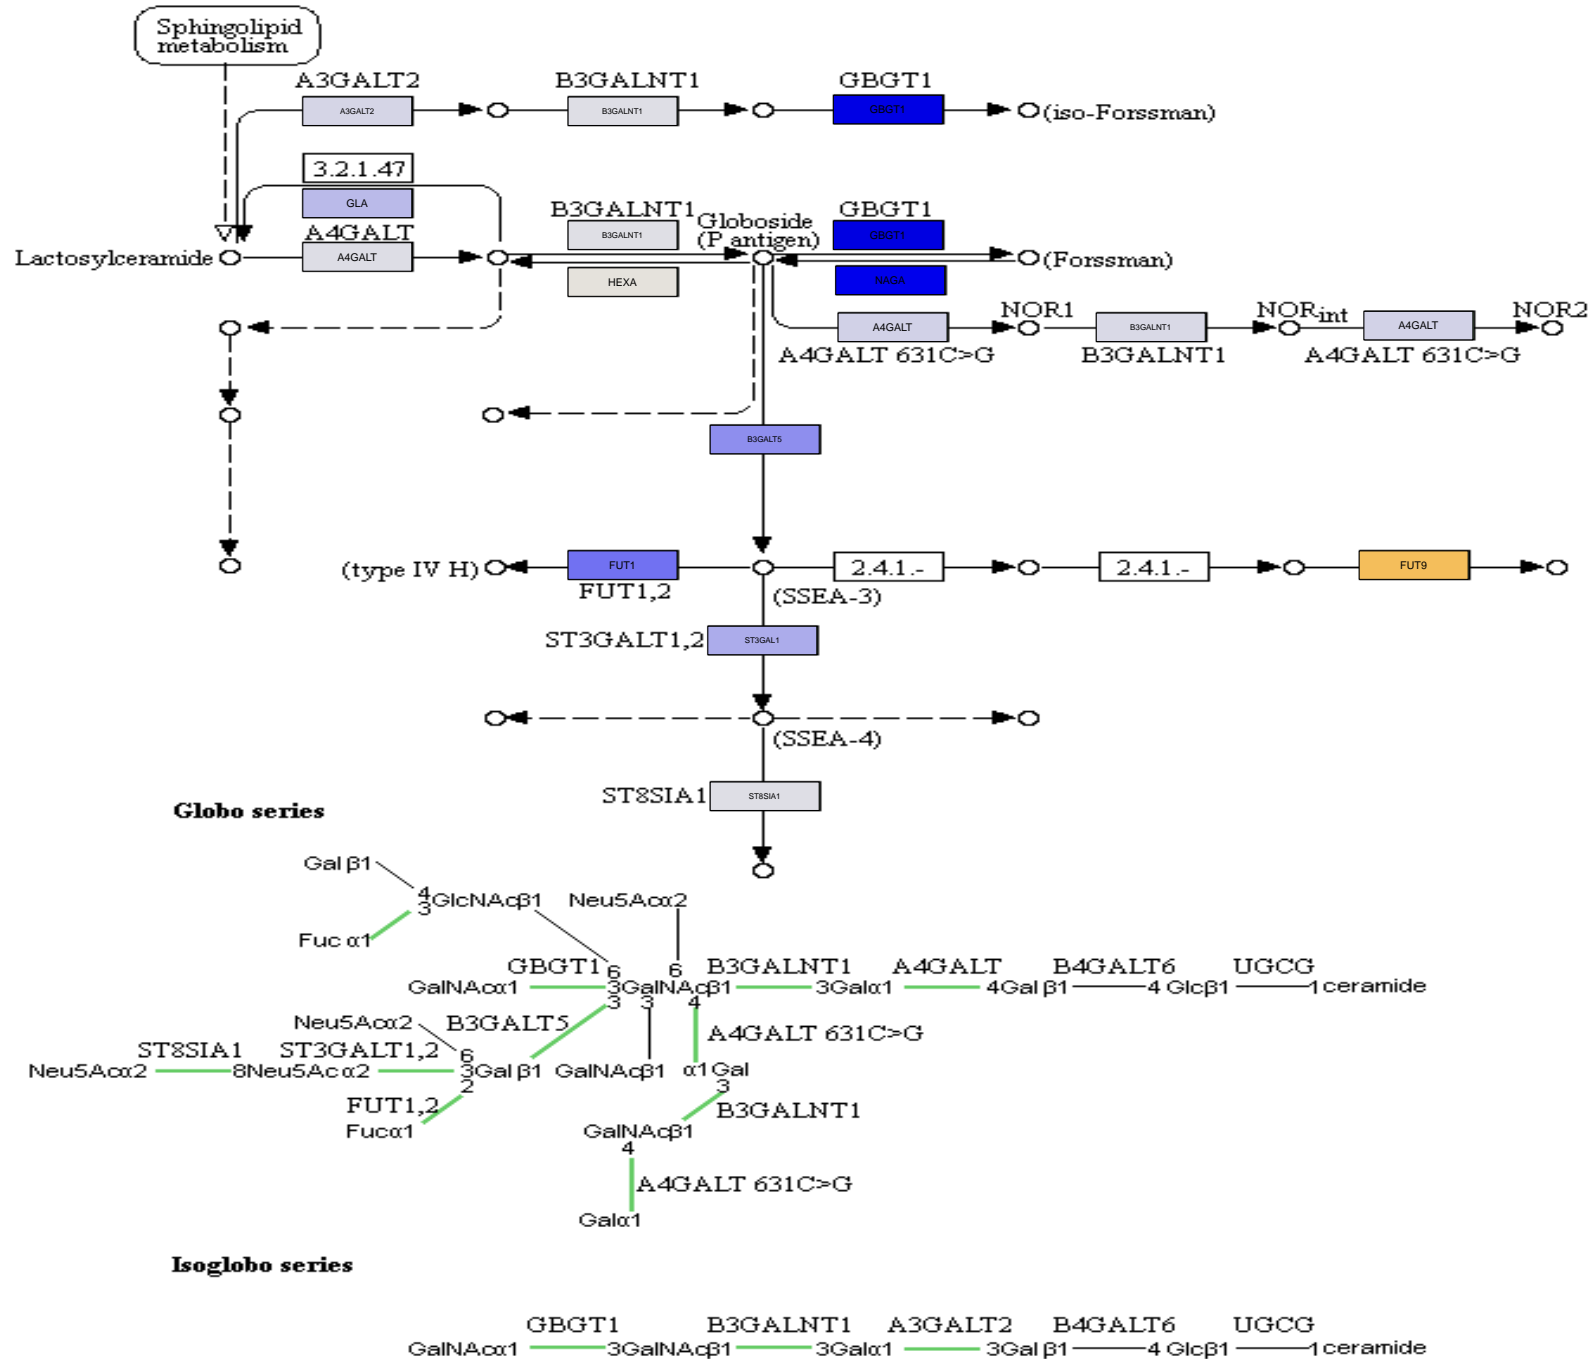 Sphingolipid
metabolism
A3GALT2 B3GALNT1 GBGT1
A3GALT2 B3GALNT1 GBGT1 (iso-Forssman)
3.2.1.47
GLA
B3GALNT1 GBGT1
B3GALNT1 Globoside GBGT1
A4GALT (P antigen)
Lactosylceramide A4GALT (Forssman)
HEXA NAGA
NOR1 NORint NOR2
A4GALT B3GALNT1 A4GALT
A4GALT 631C>G B3GALNT1 A4GALT 631C>G
B3GALT5
(type IV H) FUT1 2.4.1.- 2.4.1.- FUT9
FUT1,2 (SSEA-3)
ST3GALT1,2 ST3GAL1
(SSEA-4)
ST8SIA1 ST8SIA1
Globo series
Gal β1
4
3GlcNAcβ1 Neu5Acα2
Fuc α1
GBGT1 6 6 B3GALNT1 A4GALT B4GALT6 UGCG
GalNAcα1 3GalNAcβ1 3Galα1 4Gal β1 4 Glcβ1 1ceramide
3 3 4
Neu5Acα2 B3GALT5 A4GALT 631C>G
ST8SIA1 ST3GALT1,2 6
Neu5Acα2 8Neu5Ac α2 3Gal β1 GalNAcβ1 α1 Gal
2 3
FUT1,2 B3GALNT1
Fucα1 GalNAcβ1
4
A4GALT 631C>G
Galα1
Isoglobo series
GBGT1 B3GALNT1 A3GALT2 B4GALT6 UGCG
GalNAcα1 3GalNAcβ1 3Galα1 3Gal β1 4 Glcβ1 1ceramide